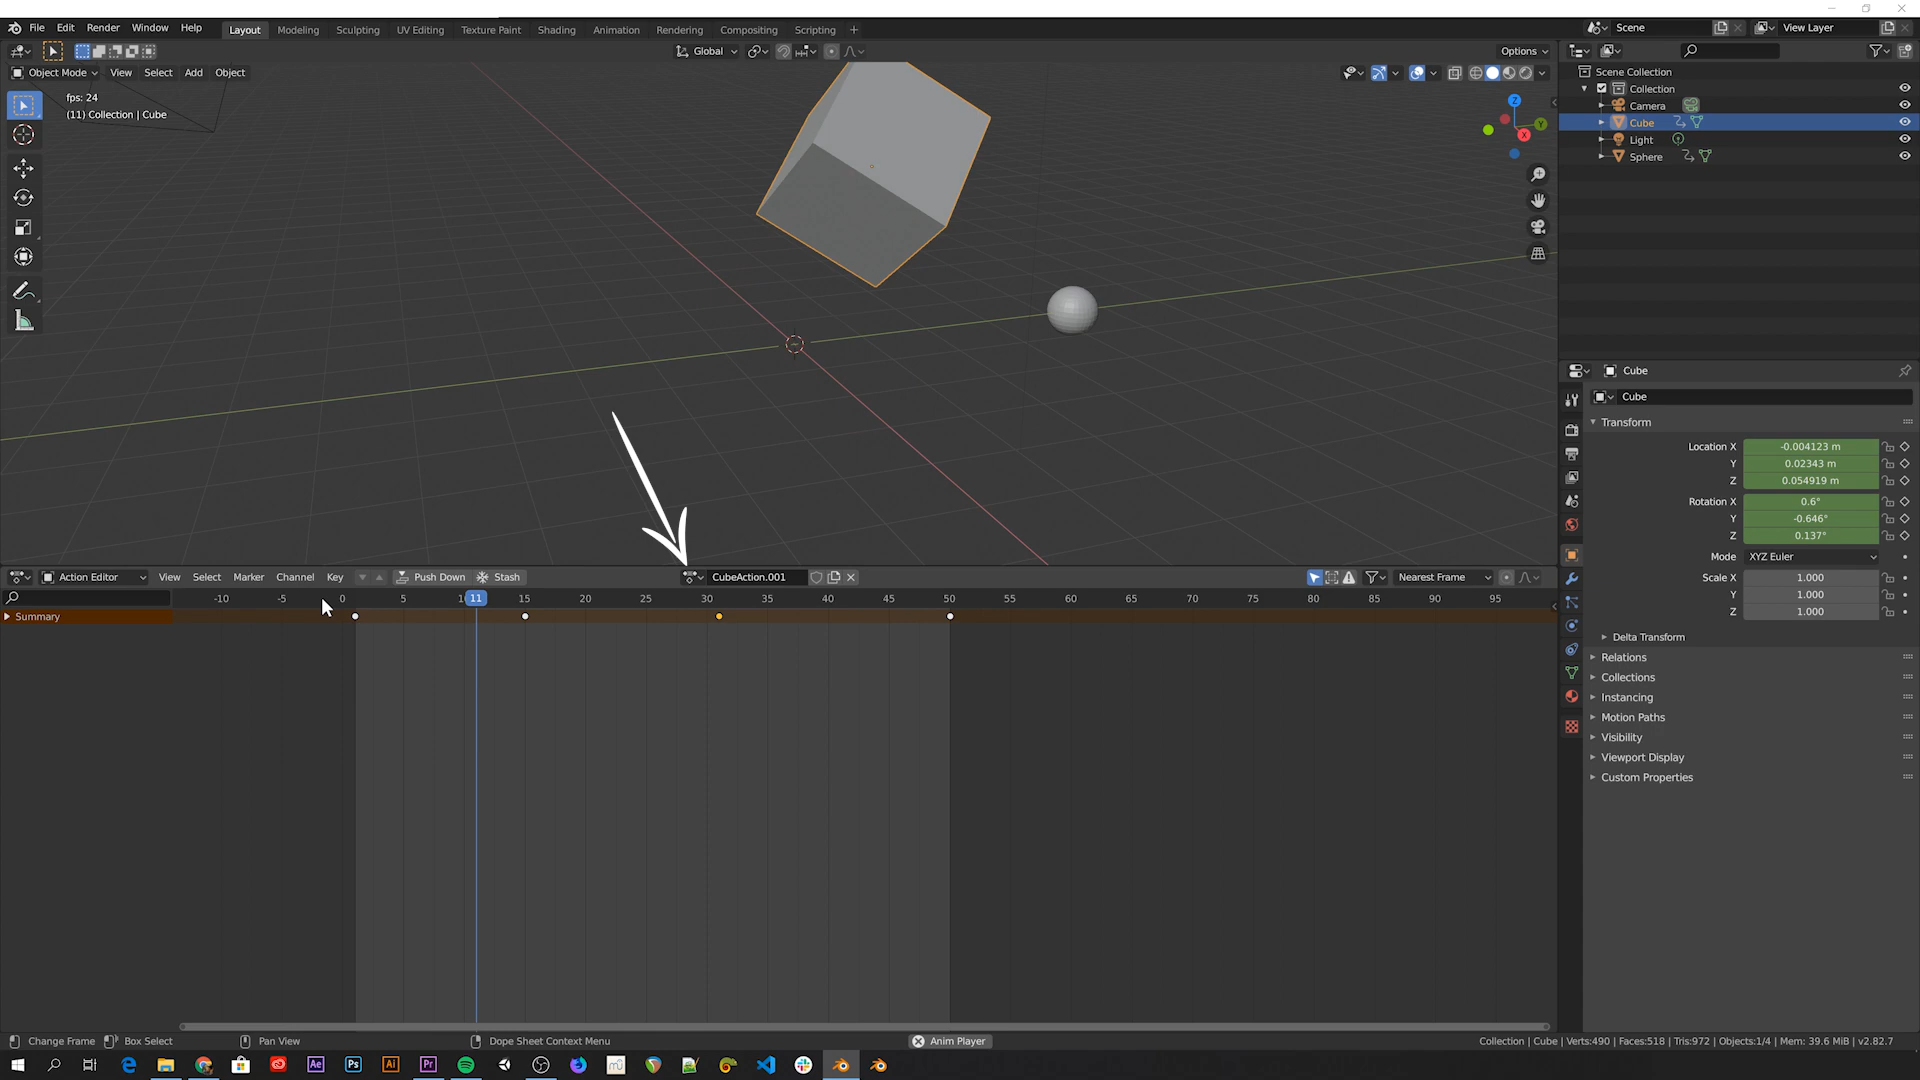 File Edit Render Window Help Layout Modeling Sculpting UV Editing Texture Paint Shading Animation Rendering Compositing Scripting + Scene View Layer
Global Options
Object Mode View Select Add Object
fps: 24
(11) Collection | Cube
Z
Y
X
Scene Collection
Collection
Camera
Cube
Light
Sphere
Cube
Cube
Transform
Location X -0.004123 m
Y 0.02343 m
Z 0.054919 m
Rotation X 0.6°
Y -0.646°
Z 0.137°
Mode XYZ Euler
Scale X 1.000
Y 1.000
Z 1.000
Delta Transform
Relations
Collections
Instancing
Motion Paths
Visibility
Viewport Display
Custom Properties
Action Editor View Select Marker Channel Key Push Down Stash CubeAction.001 Nearest Frame
-10 -5 0 5 11 15 20 25 30 35 40 45 50 55 60 65 70 75 80 85 90 95
Summary
Change Frame Box Select Pan View Dope Sheet Context Menu Anim Player Collection | Cube | Verts:490 | Faces:518 | Tris:972 | Objects:1/4 | Mem: 39.6 MiB | v2.82.7
Ae Ps Ai Pr